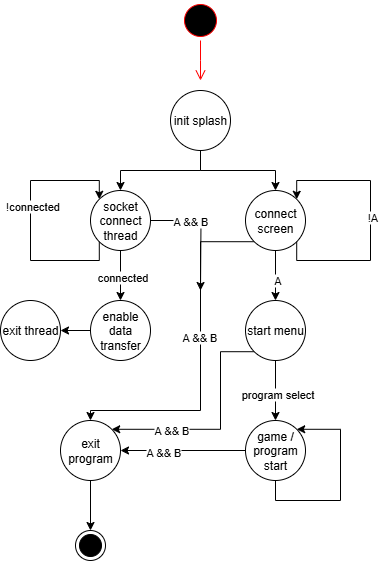 init splash
!connected
socket
connect
thread
A && B
connect
screen
!A
connected
A
exit thread
enable
data
transfer
A && B
start menu
program select
A && B
exit
program
A && B
game /
program
start